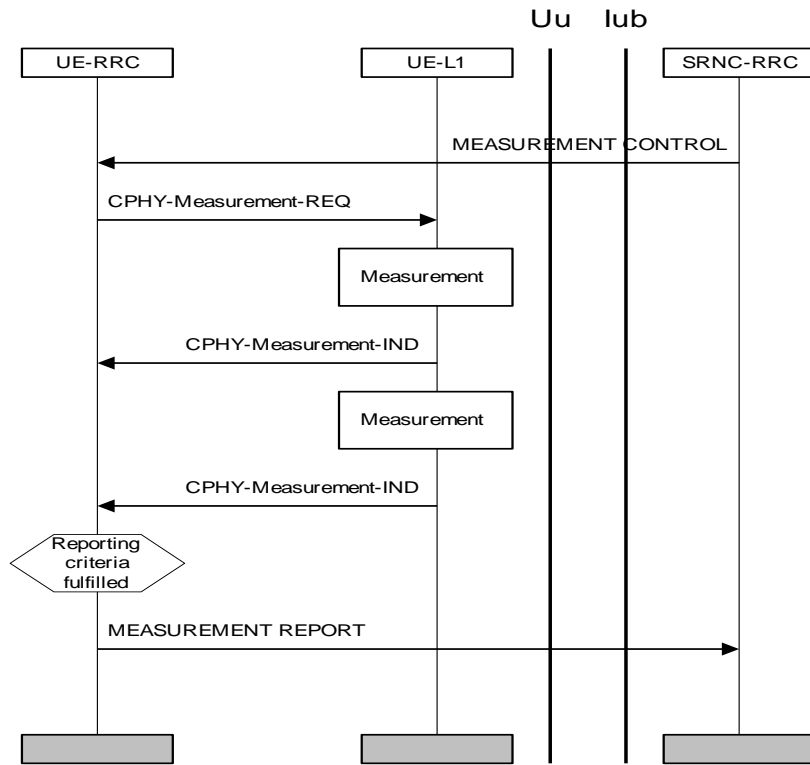 Uu Iub
UE-RRC UE-L1 SRNC-RRC
MEASUREMENT CONTROL
CPHY-Measurement-REQ
Measurement
CPHY-Measurement-IND
Measurement
CPHY-Measurement-IND
Reporting
criteria
fulfilled
MEASUREMENT REPORT